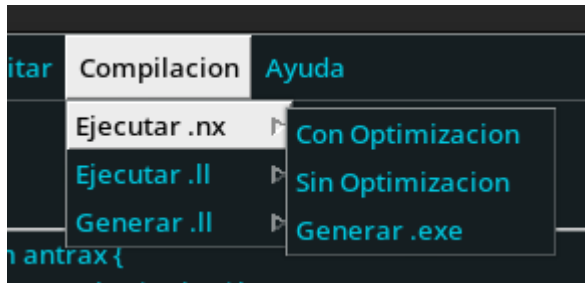 itar Compilacion Ayuda
Ejecutar .nx
Ejecutar .ll
Generar .ll
Con Optimizacion
Sin Optimizacion
Generar .exe
antrax {